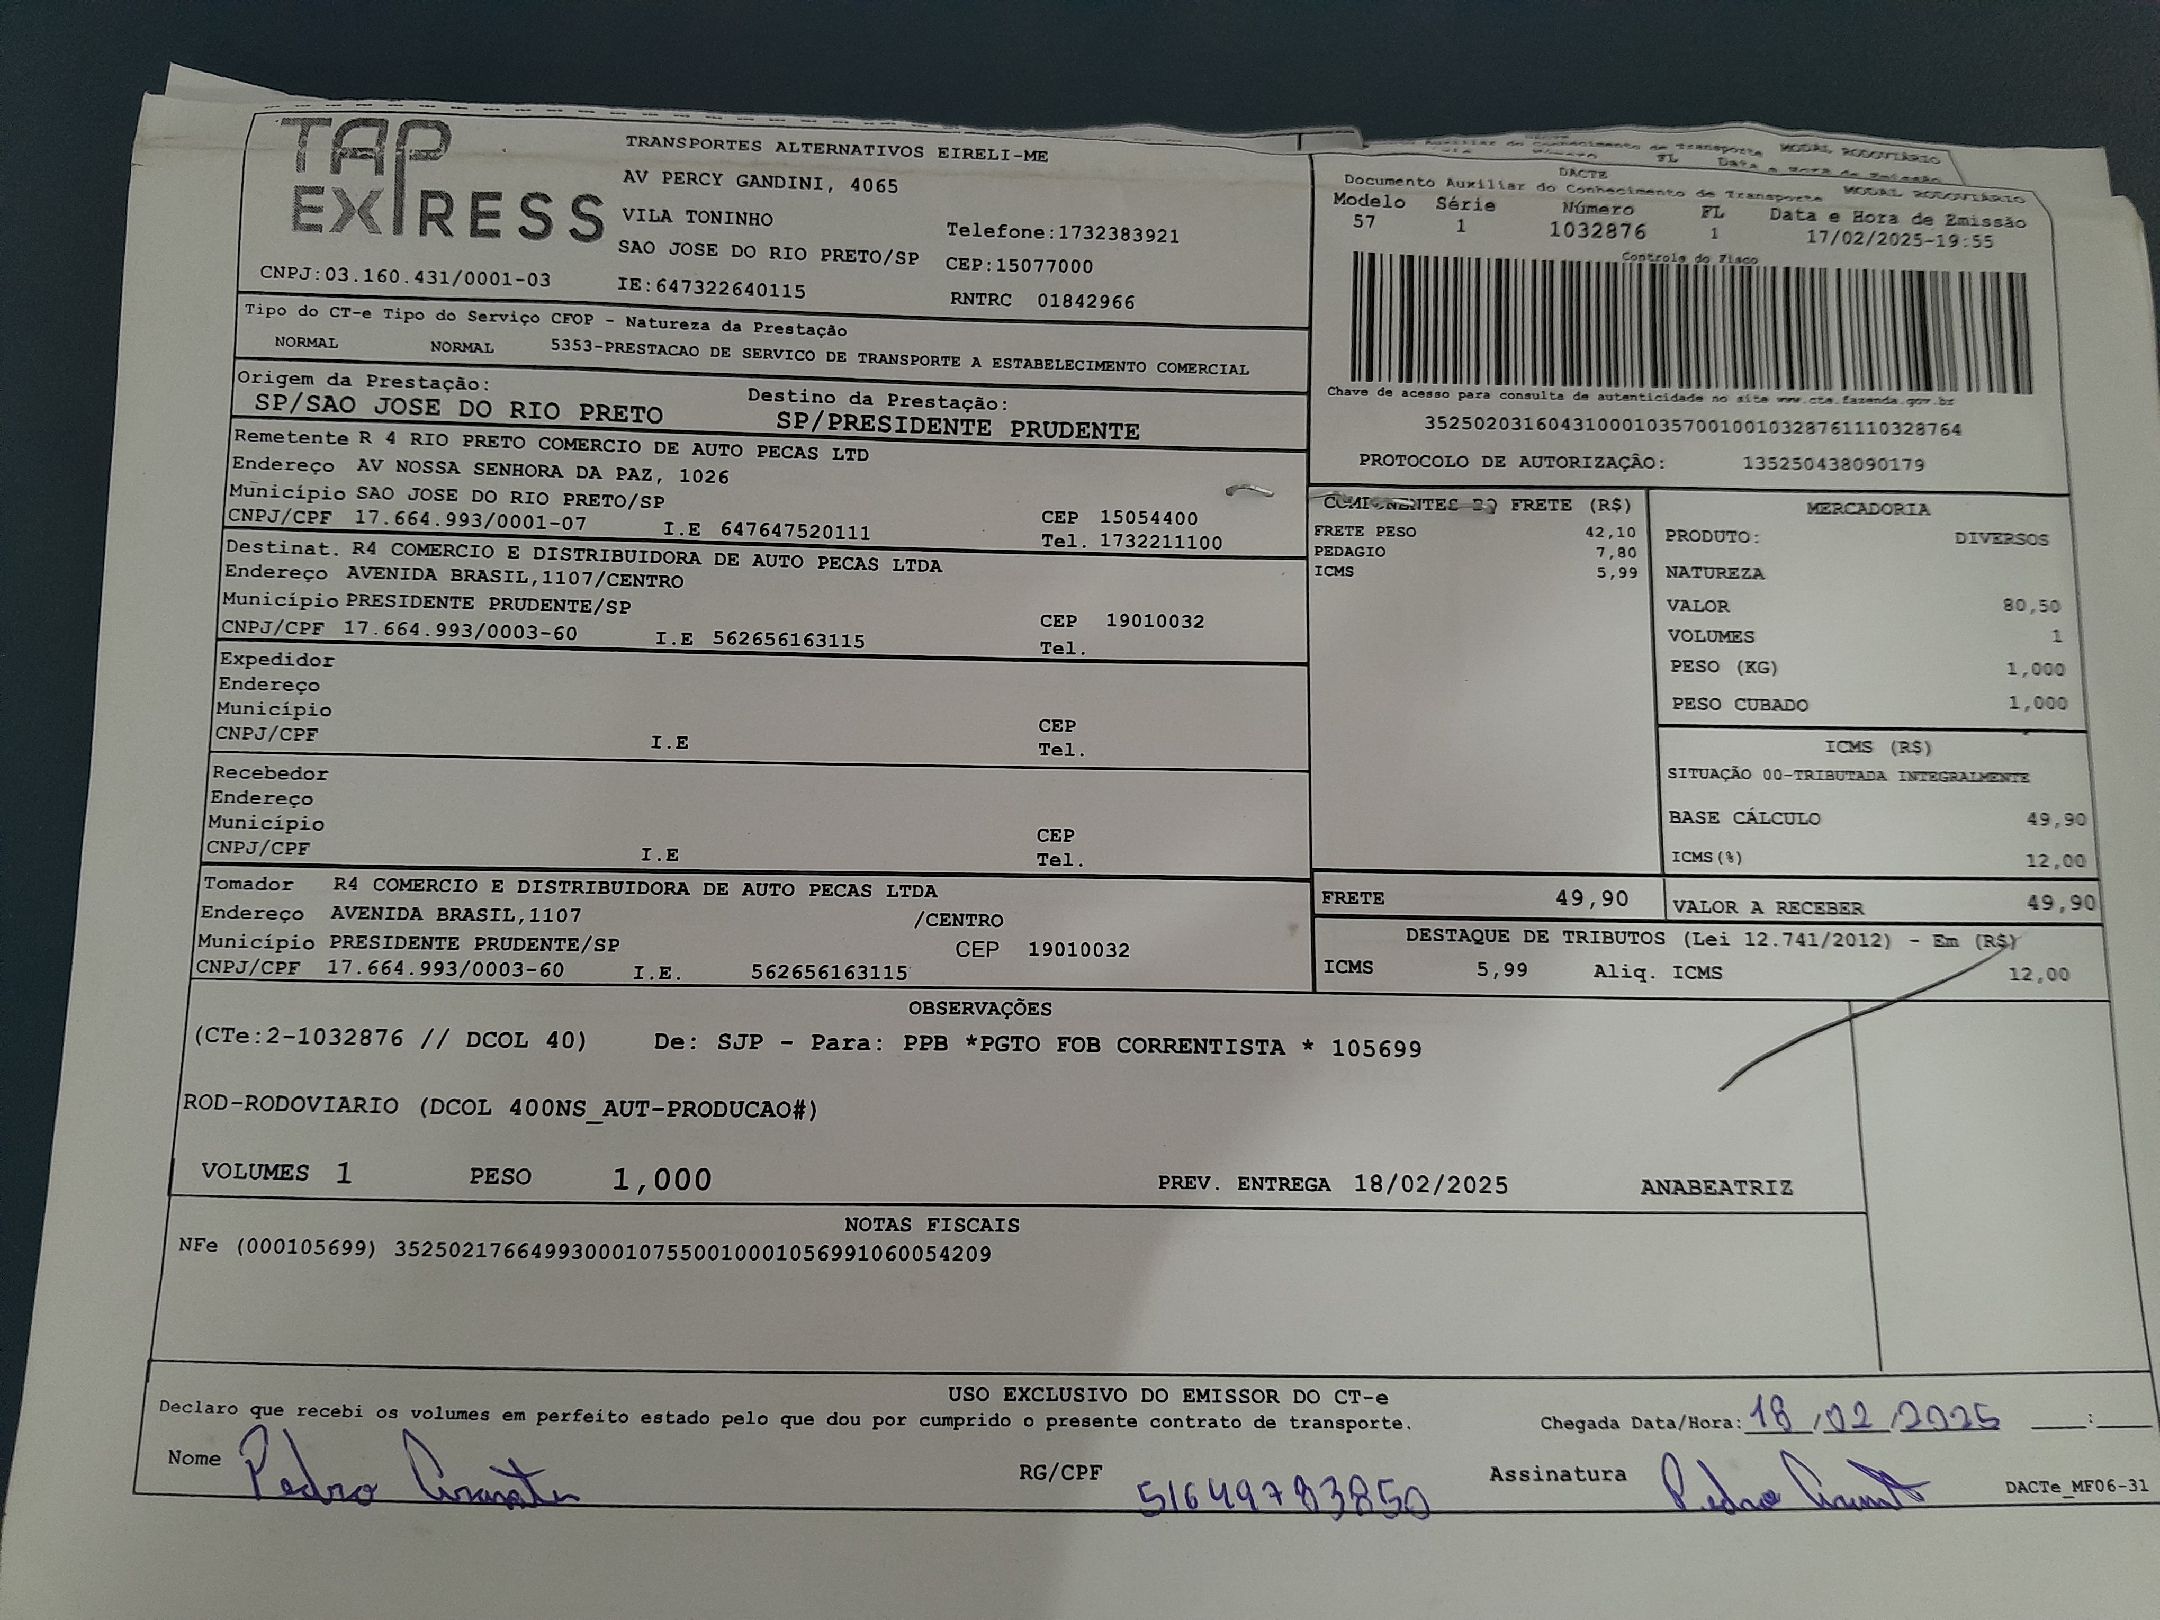 TAP
EXPRESS
TRANSPORTES ALTERNATIVOS EIRELI-ME
AV PERCY GANDINI, 4065
VILA TONINHO
Telefone:1732383921
SAO JOSE DO RIO PRETO/SP CEP:15077000
CNPJ:03.160.431/0001-03 IE:647322640115 RNTRC 01842966
DACTE
Documento Auxiliar do Conhecimento de Transporte MODAL RODOVIÁRIO
Modelo Série Número FL Data e Hora de Emissão
57 1 1032876 1 17/02/2025-19:55
Controle do Fisco
Chave de acesso para consulta de autenticidade no site www.cte.fazenda.gov.br
35250203160431000103570010010328761110328764
PROTOCOLO DE AUTORIZAÇÃO: 135250438090179
Tipo do CT-e Tipo do Serviço CFOP - Natureza da Prestação
NORMAL NORMAL 5353-PRESTACAO DE SERVICO DE TRANSPORTE A ESTABELECIMENTO COMERCIAL
Origem da Prestação: Destino da Prestação:
SP/SAO JOSE DO RIO PRETO SP/PRESIDENTE PRUDENTE
Remetente R 4 RIO PRETO COMERCIO DE AUTO PECAS LTD
Endereço AV NOSSA SENHORA DA PAZ, 1026
Município SAO JOSE DO RIO PRETO/SP CEP 15054400
CNPJ/CPF 17.664.993/0001-07 I.E 647647520111 Tel. 1732211100
Destinat. R4 COMERCIO E DISTRIBUIDORA DE AUTO PECAS LTDA
Endereço AVENIDA BRASIL,1107/CENTRO
Município PRESIDENTE PRUDENTE/SP CEP 19010032
CNPJ/CPF 17.664.993/0003-60 I.E 562656163115 Tel.
Expedidor
Endereço
Município CEP
CNPJ/CPF I.E Tel.
Recebedor
Endereço
Município CEP
CNPJ/CPF I.E Tel.
Tomador R4 COMERCIO E DISTRIBUIDORA DE AUTO PECAS LTDA
Endereço AVENIDA BRASIL,1107 /CENTRO
Município PRESIDENTE PRUDENTE/SP CEP 19010032
CNPJ/CPF 17.664.993/0003-60 I.E. 562656163115
COMPONENTES DO FRETE (R$)
FRETE PESO 42,10
PEDAGIO 7,80
ICMS 5,99
MERCADORIA
PRODUTO: DIVERSOS
NATUREZA
VALOR 80,50
VOLUMES 1
PESO (KG) 1,000
PESO CUBADO 1,000
ICMS (R$)
SITUAÇÃO 00-TRIBUTADA INTEGRALMENTE
BASE CÁLCULO 49,90
ICMS(%) 12,00
FRETE 49,90 VALOR A RECEBER 49,90
DESTAQUE DE TRIBUTOS (Lei 12.741/2012) - Em (R$)
ICMS 5,99 Aliq. ICMS 12,00
OBSERVAÇÕES
(CTe:2-1032876 // DCOL 40) De: SJP - Para: PPB *PGTO FOB CORRENTISTA * 105699
ROD-RODOVIARIO (DCOL 400NS_AUT-PRODUCAO#)
VOLUMES 1 PESO 1,000 PREV. ENTREGA 18/02/2025 ANABEATRIZ
NOTAS FISCAIS
NFe (000105699) 35250217664993000107550010001056991060054209
USO EXCLUSIVO DO EMISSOR DO CT-e
Declaro que recebi os volumes em perfeito estado pelo que dou por cumprido o presente contrato de transporte. Chegada Data/Hora: 18/02/2025 :
Nome Pedro RG/CPF 51649783850 Assinatura Pedro
DACTe_MF06-31